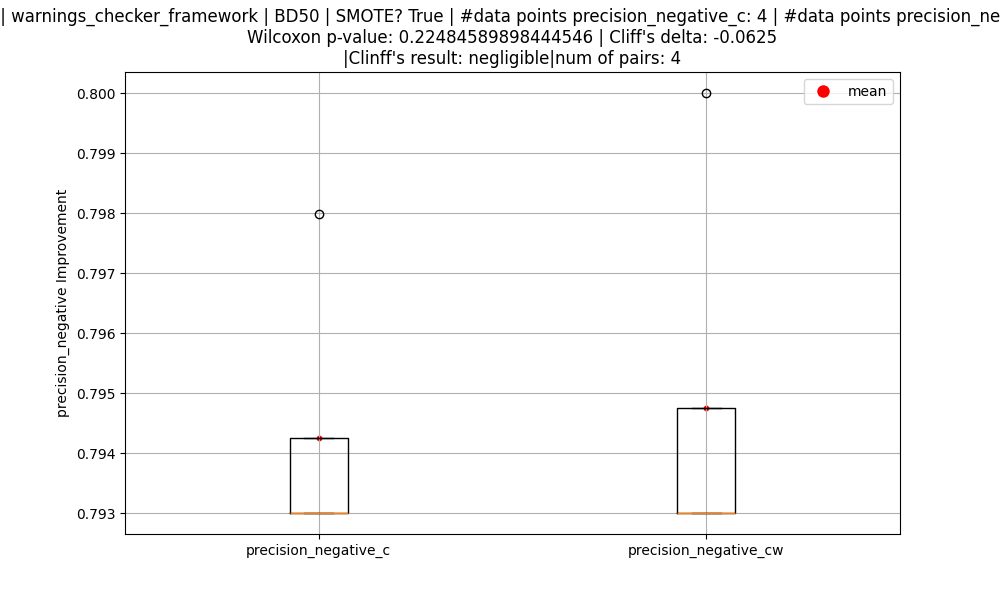 | warnings_checker_framework | BD50 | SMOTE? True | #data points precision_negative_c: 4 | #data points precision_ne
Wilcoxon p-value: 0.22484589898444546 | Cliff's delta: -0.0625
|Clinff's result: negligible|num of pairs: 4
mean
0.800
0.799
0.798
0.797
0.796
0.795
0.794
0.793
precision_negative Improvement
precision_negative_c
precision_negative_cw